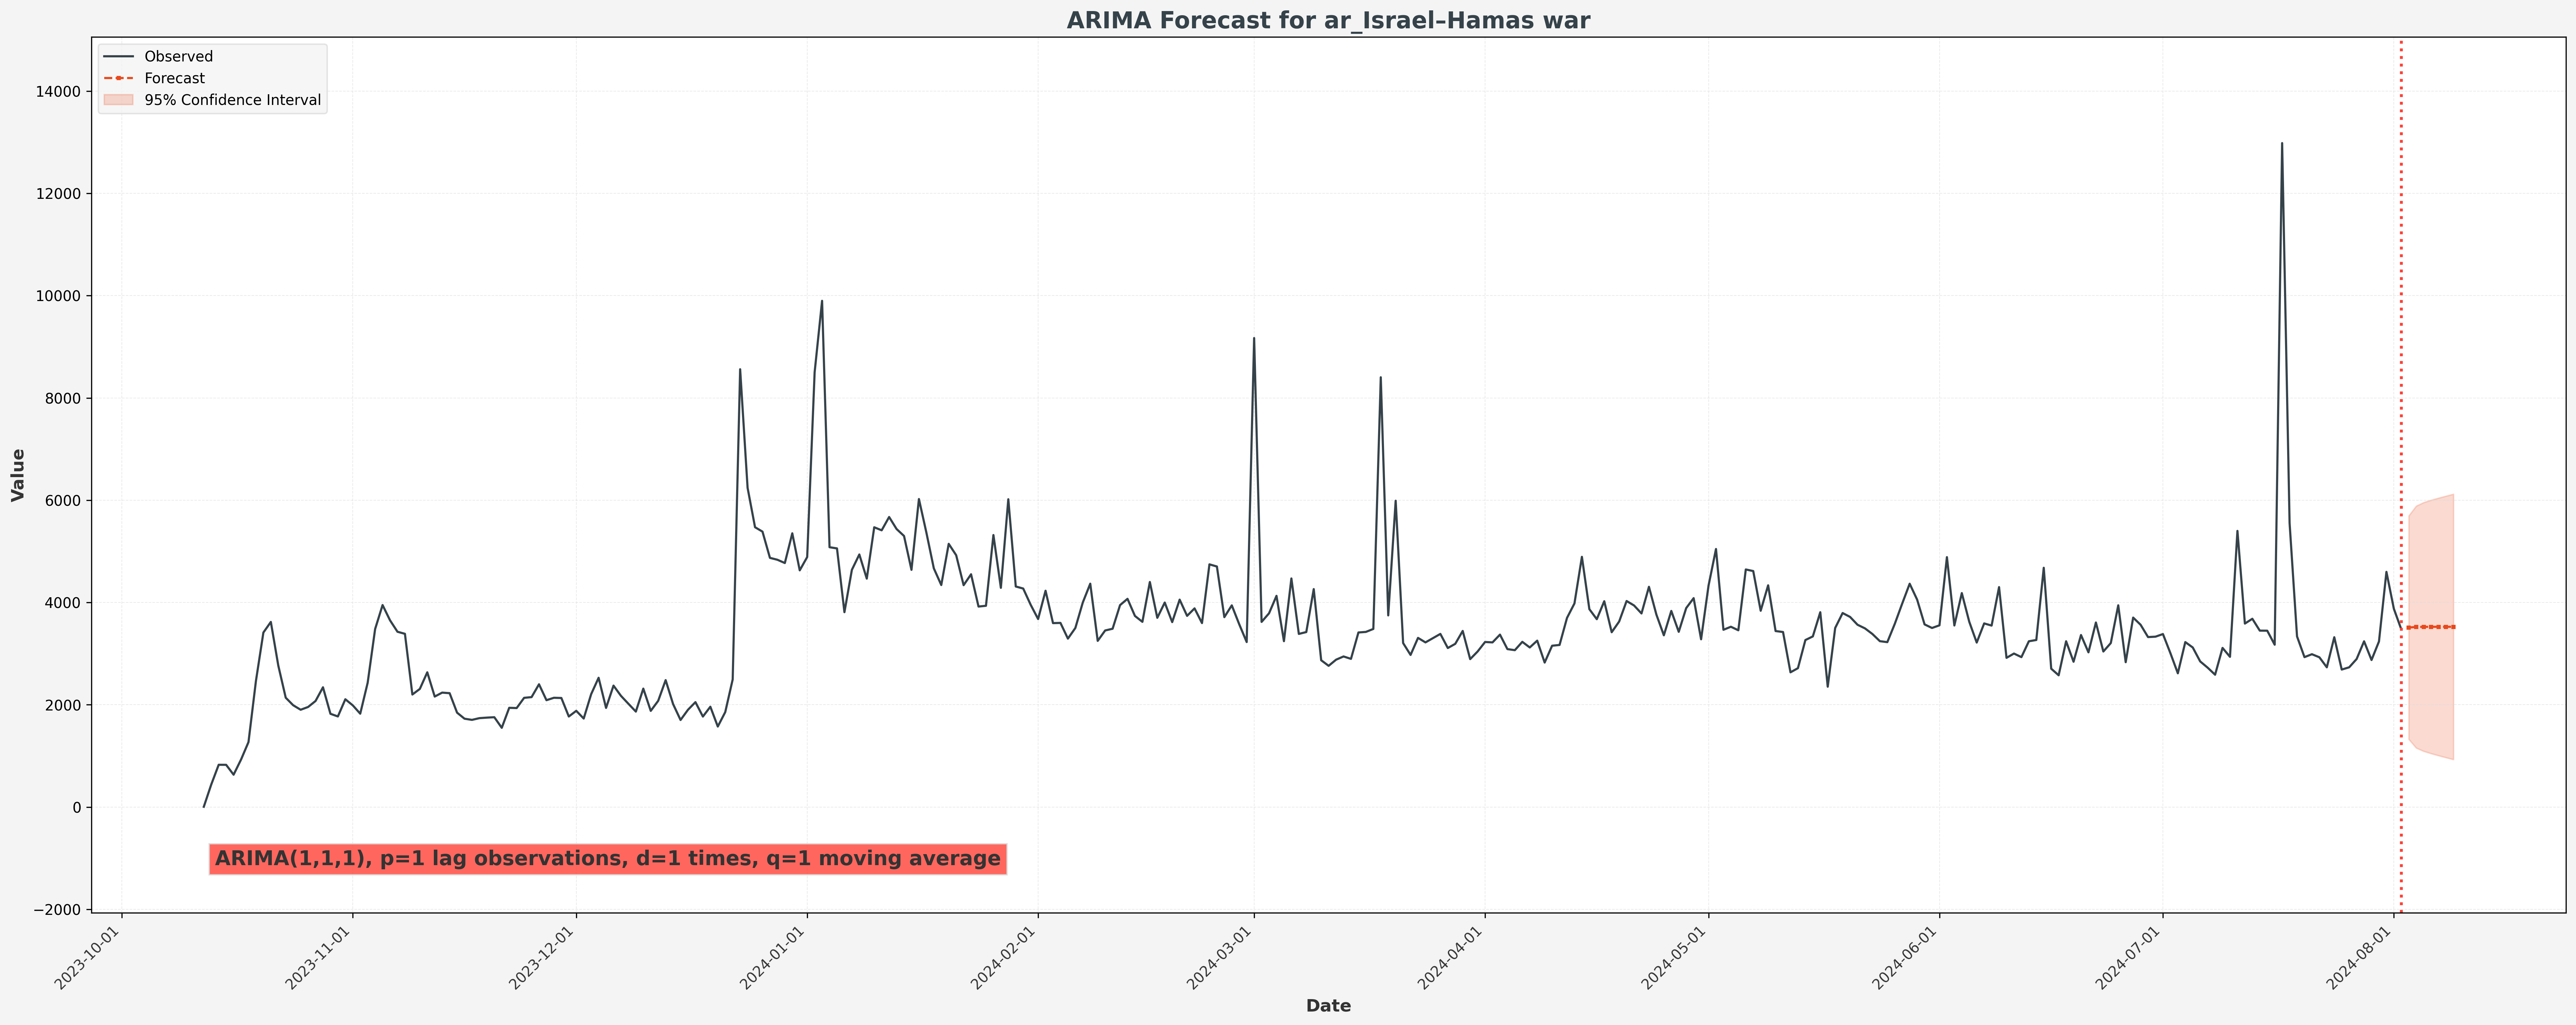 ARIMA Forecast for ar_Israel–Hamas war
Observed
Forecast
95% Confidence Interval
Value
14000
12000
10000
8000
6000
4000
2000
0
−2000
ARIMA(1,1,1), p=1 lag observations, d=1 times, q=1 moving average
2023-10-01
2023-11-01
2023-12-01
2024-01-01
2024-02-01
2024-03-01
2024-04-01
2024-05-01
2024-06-01
2024-07-01
2024-08-01
Date